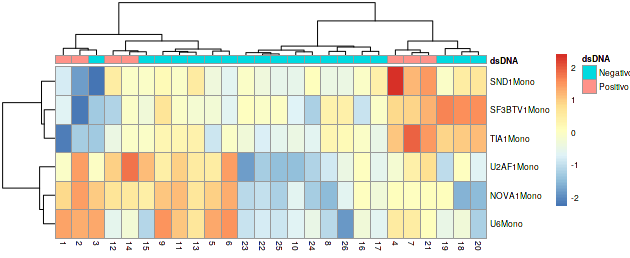 dsDNA
SND1Mono
SF3BTV1Mono
TIA1Mono
U2AF1Mono
NOVA1Mono
U6Mono
1 2 3 12 14 15 9 11 13 5 6 23 22 25 10 24 8 26 16 17 4 7 21 19 18 20
2
1
0
-1
-2
dsDNA
Negativo
Positivo